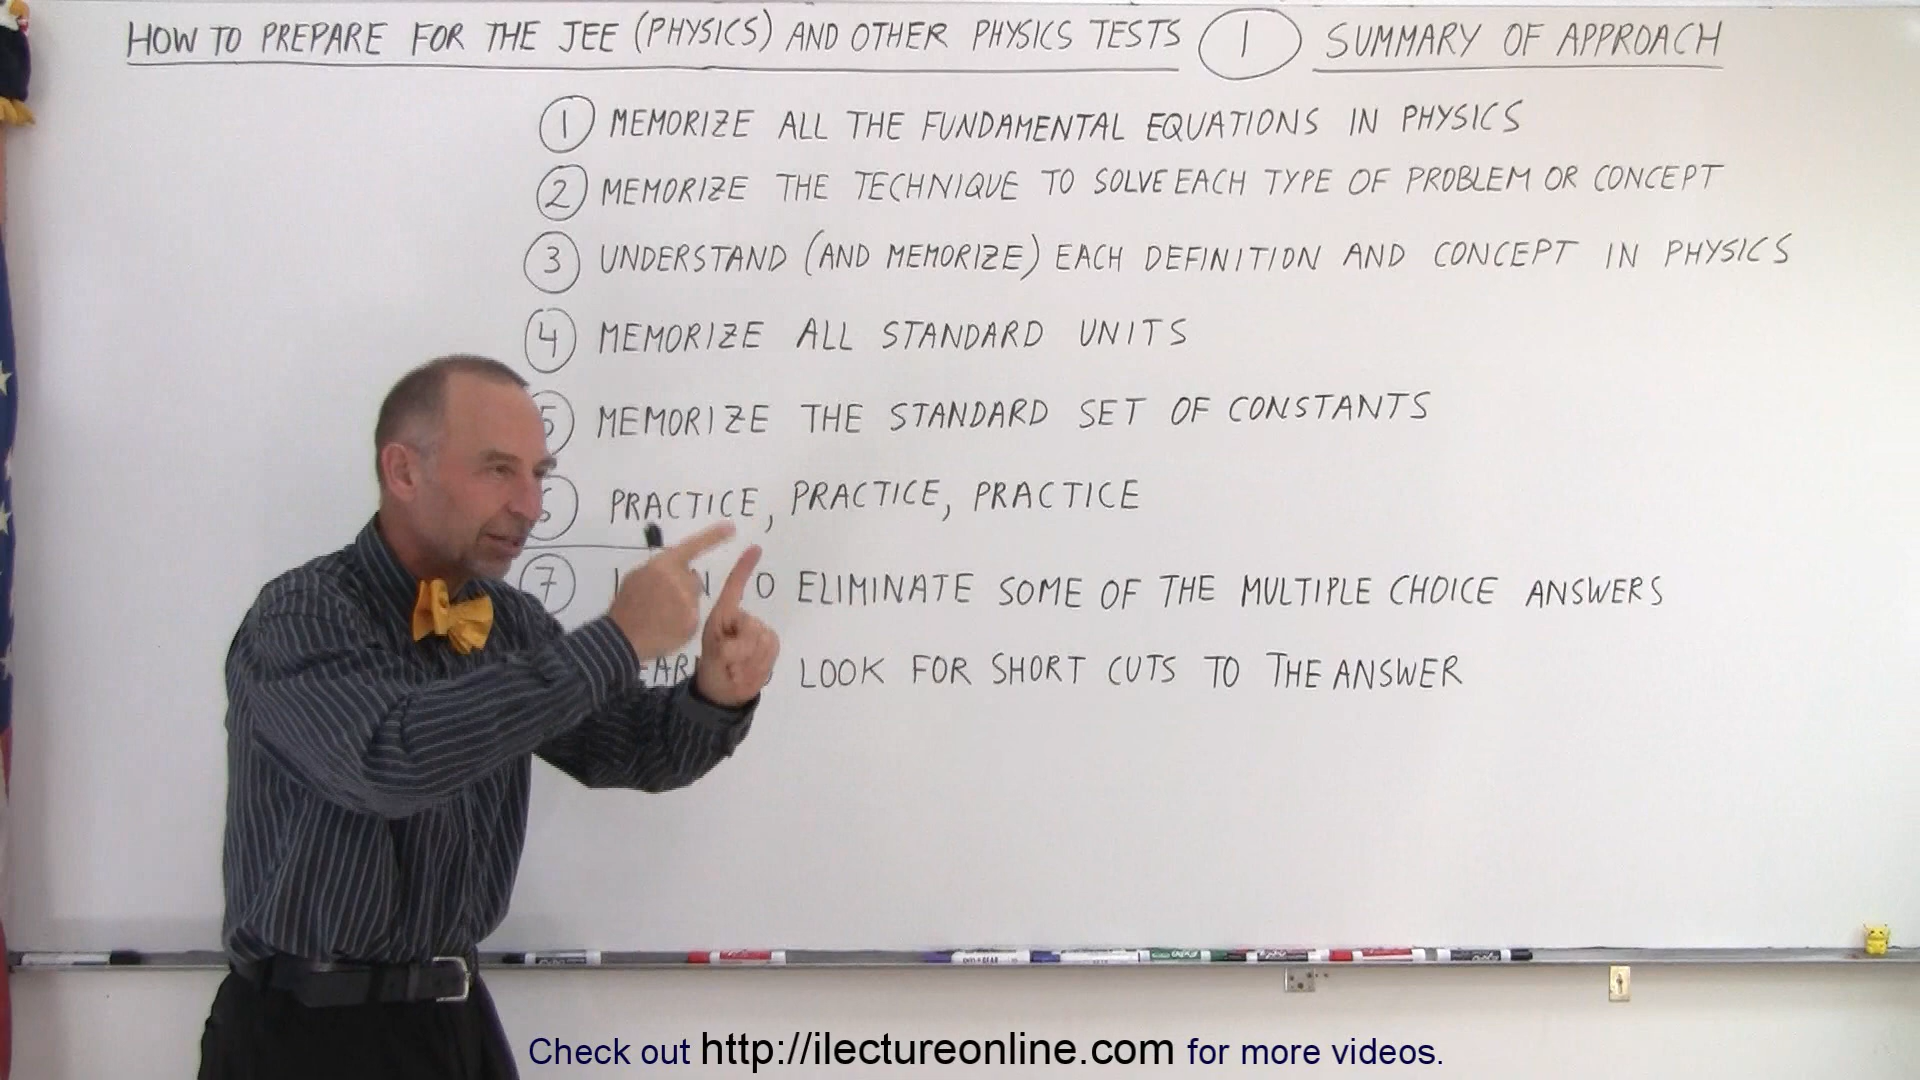 HOW TO PREPARE FOR THE JEE (PHYSICS) AND OTHER PHYSICS TESTS 1 SUMMARY OF APPROACH
1 MEMORIZE ALL THE FUNDAMENTAL EQUATIONS IN PHYSICS
2 MEMORIZE THE TECHNIQUE TO SOLVE EACH TYPE OF PROBLEM OR CONCEPT
3 UNDERSTAND (AND MEMORIZE) EACH DEFINITION AND CONCEPT IN PHYSICS
4 MEMORIZE ALL STANDARD UNITS
5 MEMORIZE THE STANDARD SET OF CONSTANTS
6 PRACTICE, PRACTICE, PRACTICE
7 ELIMINATE SOME OF THE MULTIPLE CHOICE ANSWERS
LOOK FOR SHORT CUTS TO THE ANSWER
Check out http://ilectureonline.com for more videos.